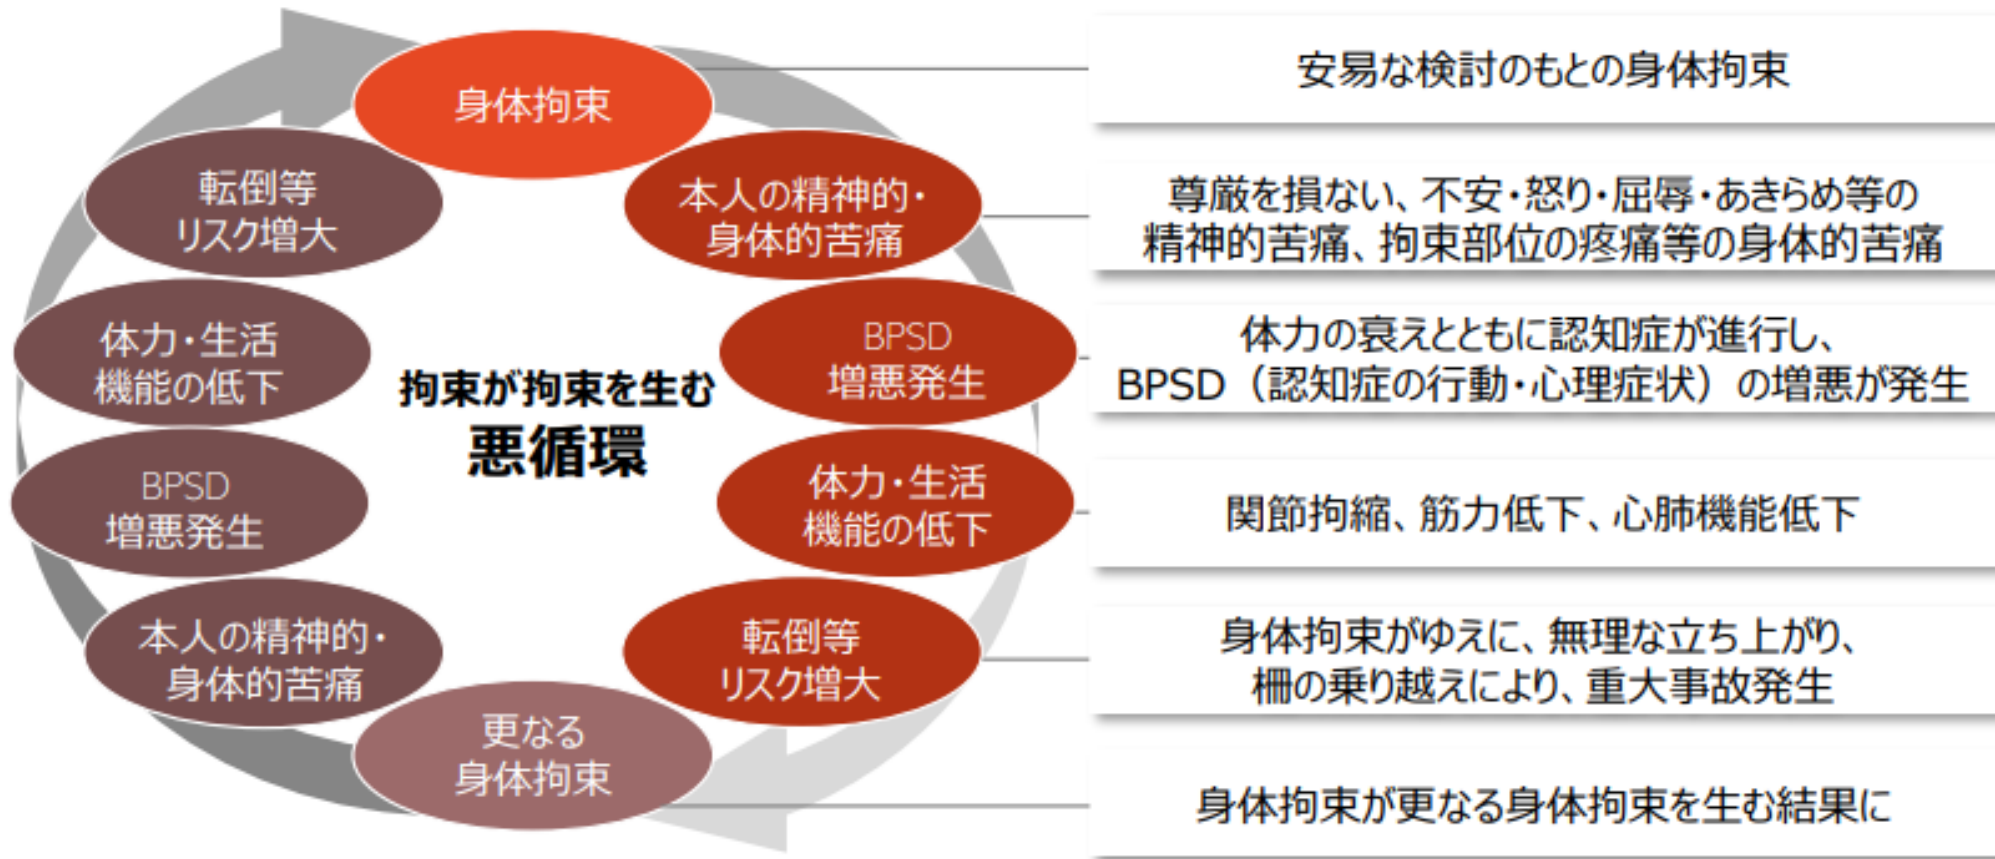 身体拘束
安易な検討のもとの身体拘束
本人の精神的・
身体的苦痛
尊厳を損ない、不安・怒り・屈辱・あきらめ等の
精神的苦痛、拘束部位の疼痛等の身体的苦痛
BPSD
増悪発生
体力の衰えとともに認知症が進行し、
BPSD（認知症の行動・心理症状）の増悪が発生
体力・生活
機能の低下
関節拘縮、筋力低下、心肺機能低下
転倒等
リスク増大
身体拘束がゆえに、無理な立ち上がり、
柵の乗り越えにより、重大事故発生
更なる
身体拘束
身体拘束が更なる身体拘束を生む結果に
本人の精神的・
身体的苦痛
BPSD
増悪発生
体力・生活
機能の低下
転倒等
リスク増大
拘束が拘束を生む
悪循環